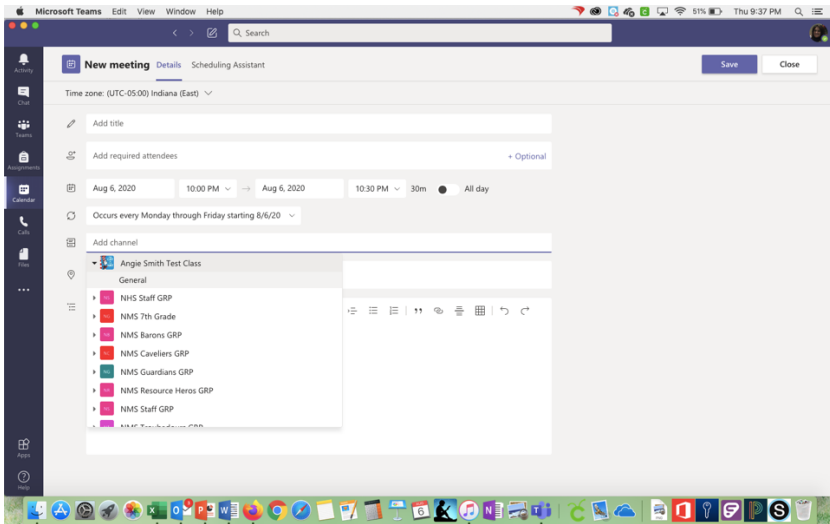 Microsoft Teams Edit View Window Help 51% Thu 9:37 PM
Search
Activity
New meeting Details Scheduling Assistant Save Close
Time zone: (UTC-05:00) Indiana (East)
Chat
Add title
Teams
Add required attendees + Optional
Assignments
Aug 6, 2020 10:00 PM → Aug 6, 2020 10:30 PM 30m All day
Calendar
Occurs every Monday through Friday starting 8/6/20
Calls
Add channel
Files
Angie Smith Test Class
General
NHS Staff GRP
NMS 7th Grade
NMS Barons GRP
NMS Caveliers GRP
NMS Guardians GRP
NMS Resource Heros GRP
NMS Staff GRP
NMS Troubadours GRP
Apps
Help